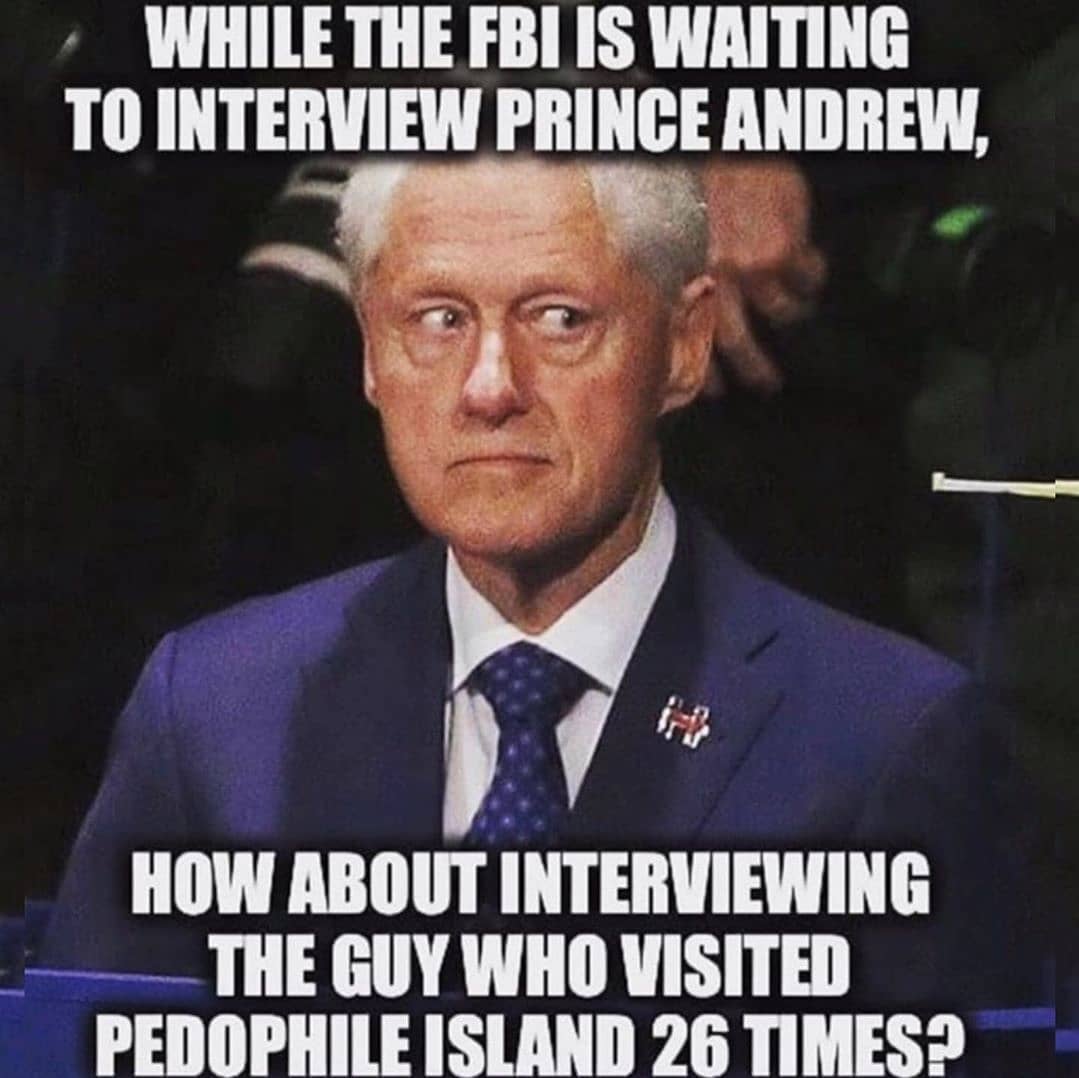 WHILE THE FBI IS WAITING
TO INTERVIEW PRINCE ANDREW,
HOW ABOUT INTERVIEWING
THE GUY WHO VISITED
PEDOPHILE ISLAND 26 TIMES?